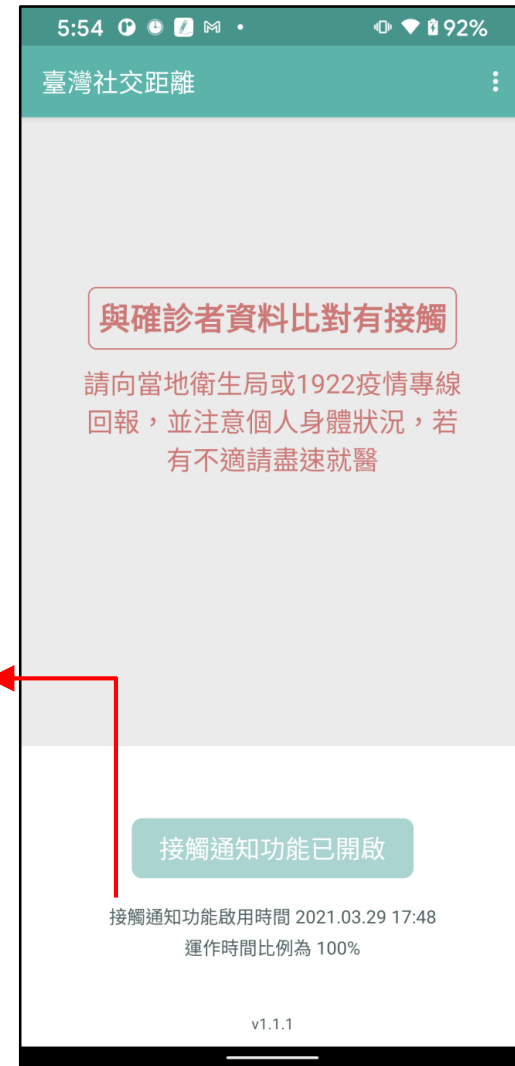 5:54 92%
臺灣社交距離
與確診者資料比對有接觸
請向當地衛生局或1922疫情專線
回報，並注意個人身體狀況，若
有不適請盡速就醫
接觸通知功能已開啟
接觸通知功能啟用時間 2021.03.29 17:48
運作時間比例為 100%
v1.1.1